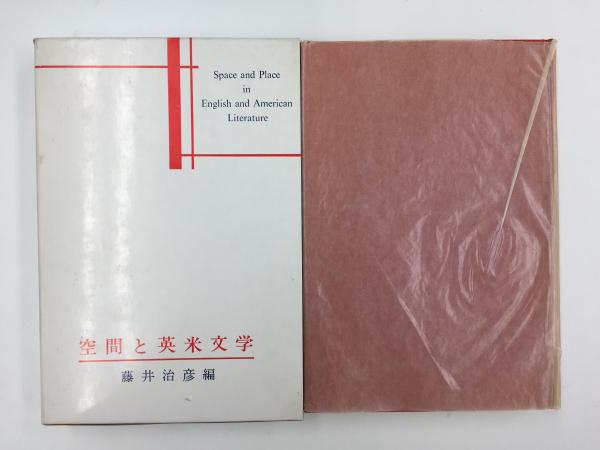 Space and Place
in
English and American
Literature
空間と英米文学
藤井治彦編